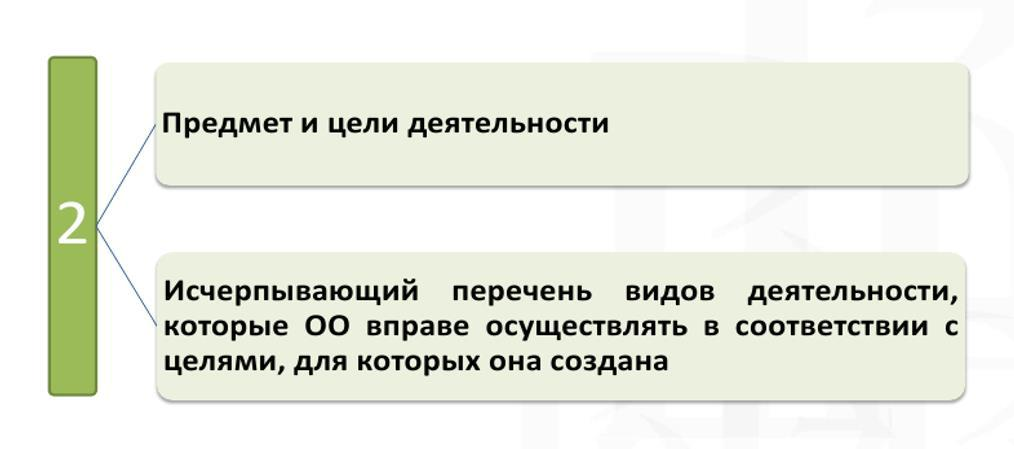 2
Предмет и цели деятельности
Исчерпывающий перечень видов деятельности,
которые ОО вправе осуществлять в соответствии с
целями, для которых она создана